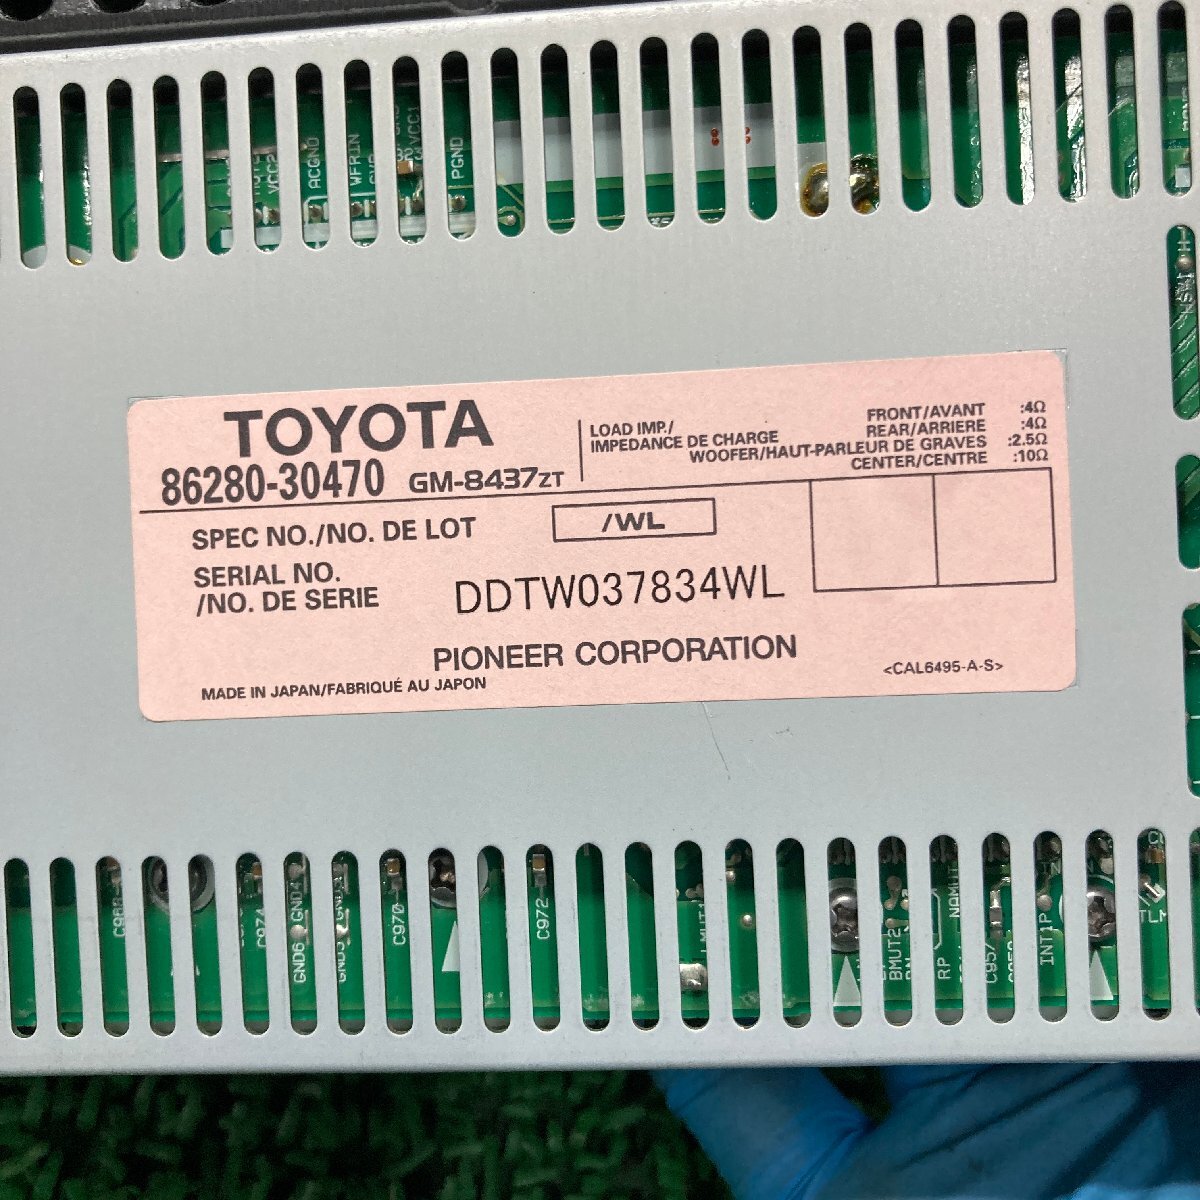 VCC2
ACGND
WFRIN
VCC1
PGND
TOYOTA
86280-30470 GM-8437ZT
LOAD IMP./
IMPEDANCE DE CHARGE
FRONT/AVANT :4Ω
REAR/ARRIERE :4Ω
WOOFER/HAUT-PARLEUR DE GRAVES :2.5Ω
CENTER/CENTRE :10Ω
SPEC NO./NO. DE LOT /WL
SERIAL NO.
/NO. DE SERIE DDTW037834WL
PIONEER CORPORATION
MADE IN JAPAN/FABRIQUÉ AU JAPON
<CAL6495-A-S>
C974
GND6 GND4
C970
C972
BMUT2
RP
NAMUT
C957
INT1P